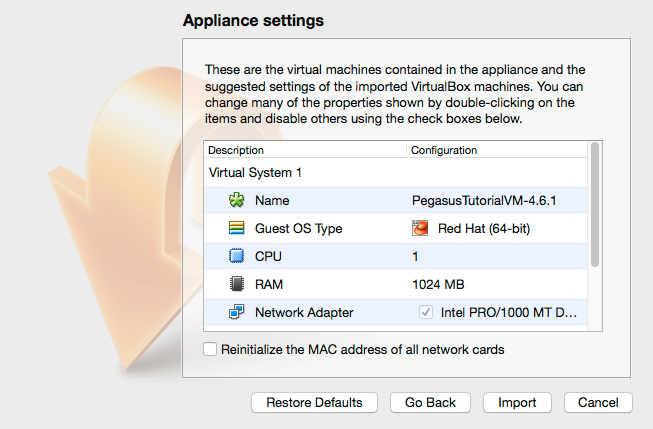 Appliance settings
These are the virtual machines contained in the appliance and the
suggested settings of the imported VirtualBox machines. You can
change many of the properties shown by double-clicking on the
items and disable others using the check boxes below.
Description Configuration
Virtual System 1
Name PegasusTutorialVM-4.6.1
Guest OS Type Red Hat (64-bit)
CPU 1
RAM 1024 MB
Network Adapter Intel PRO/1000 MT D...
Reinitialize the MAC address of all network cards
Restore Defaults Go Back Import Cancel